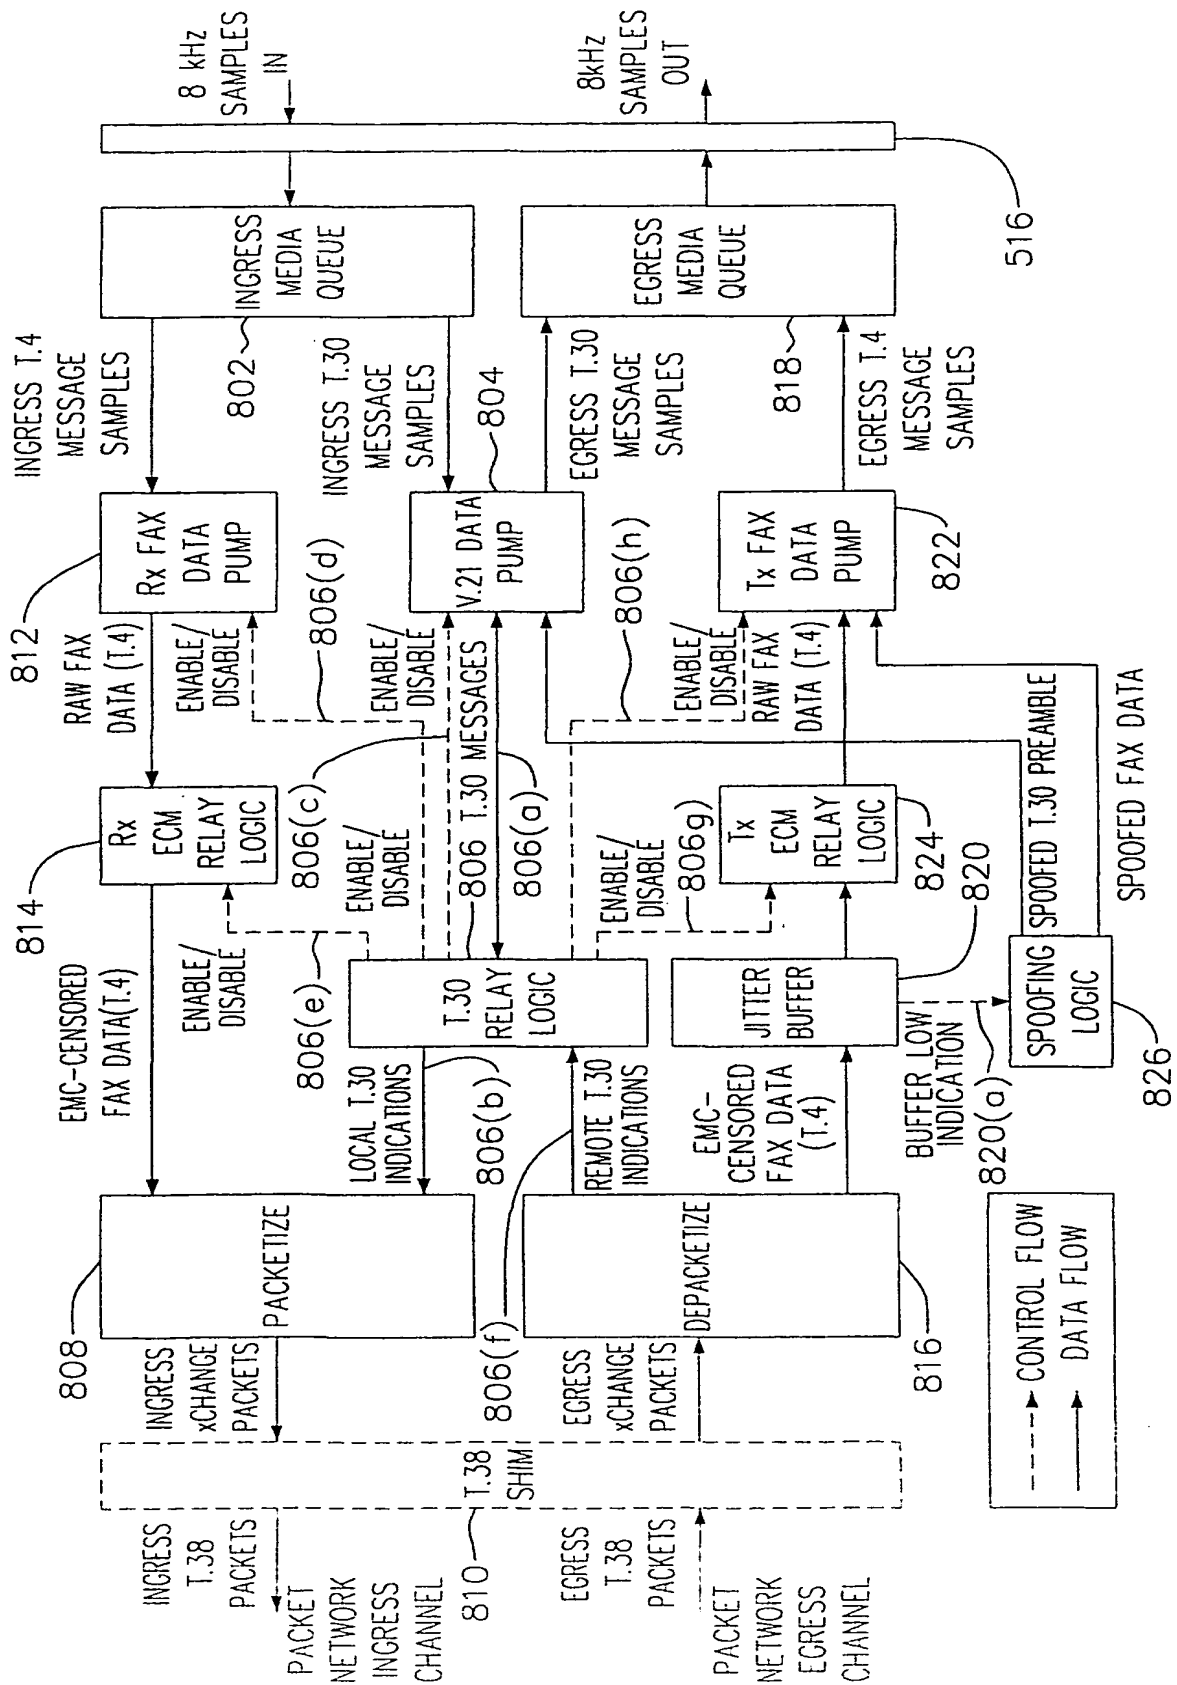 8 kHz
SAMPLES
IN
8kHz
SAMPLES
OUT
516
INGRESS
MEDIA
QUEUE
802
EGRESS
MEDIA
QUEUE
818
INGRESS T.4
MESSAGE
SAMPLES
INGRESS T.30
MESSAGE
SAMPLES
EGRESS T.30
MESSAGE
SAMPLES
EGRESS T.4
MESSAGE
SAMPLES
812
Rx FAX
DATA
PUMP
804
V.21 DATA
PUMP
Tx FAX
DATA
PUMP
822
RAW FAX
DATA (T.4)
ENABLE/
DISABLE
806(d)
ENABLE/
DISABLE
806(h)
ENABLE/
DISABLE
RAW FAX
DATA (T.4)
814
Rx
ECM
RELAY
LOGIC
806(c)
ENABLE/
DISABLE
806
T.30 MESSAGES
806(a)
ENABLE/
DISABLE
806g)
Tx
ECM
RELAY
LOGIC
824
SPOOFED T.30 PREAMBLE
SPOOFED FAX DATA
EMC-CENSORED
FAX DATA(T.4)
ENABLE/
DISABLE
806(e)
T.30
RELAY
LOGIC
JITTER
BUFFER
820
SPOOFING
LOGIC
826
LOCAL T.30
INDICATIONS
806(b)
REMOTE T.30
INDICATIONS
EMC-
CENSORED
FAX DATA
(T.4)
BUFFER LOW
INDICATION
820(a)
808
PACKETIZE
806(f)
DEPACKETIZE
816
INGRESS
xCHANGE
PACKETS
EGRESS
xCHANGE
PACKETS
T.38
SHIM
810
INGRESS
T.38
PACKETS
EGRESS
T.38
PACKETS
PACKET
NETWORK
INGRESS
CHANNEL
PACKET
NETWORK
EGRESS
CHANNEL
CONTROL FLOW
DATA FLOW